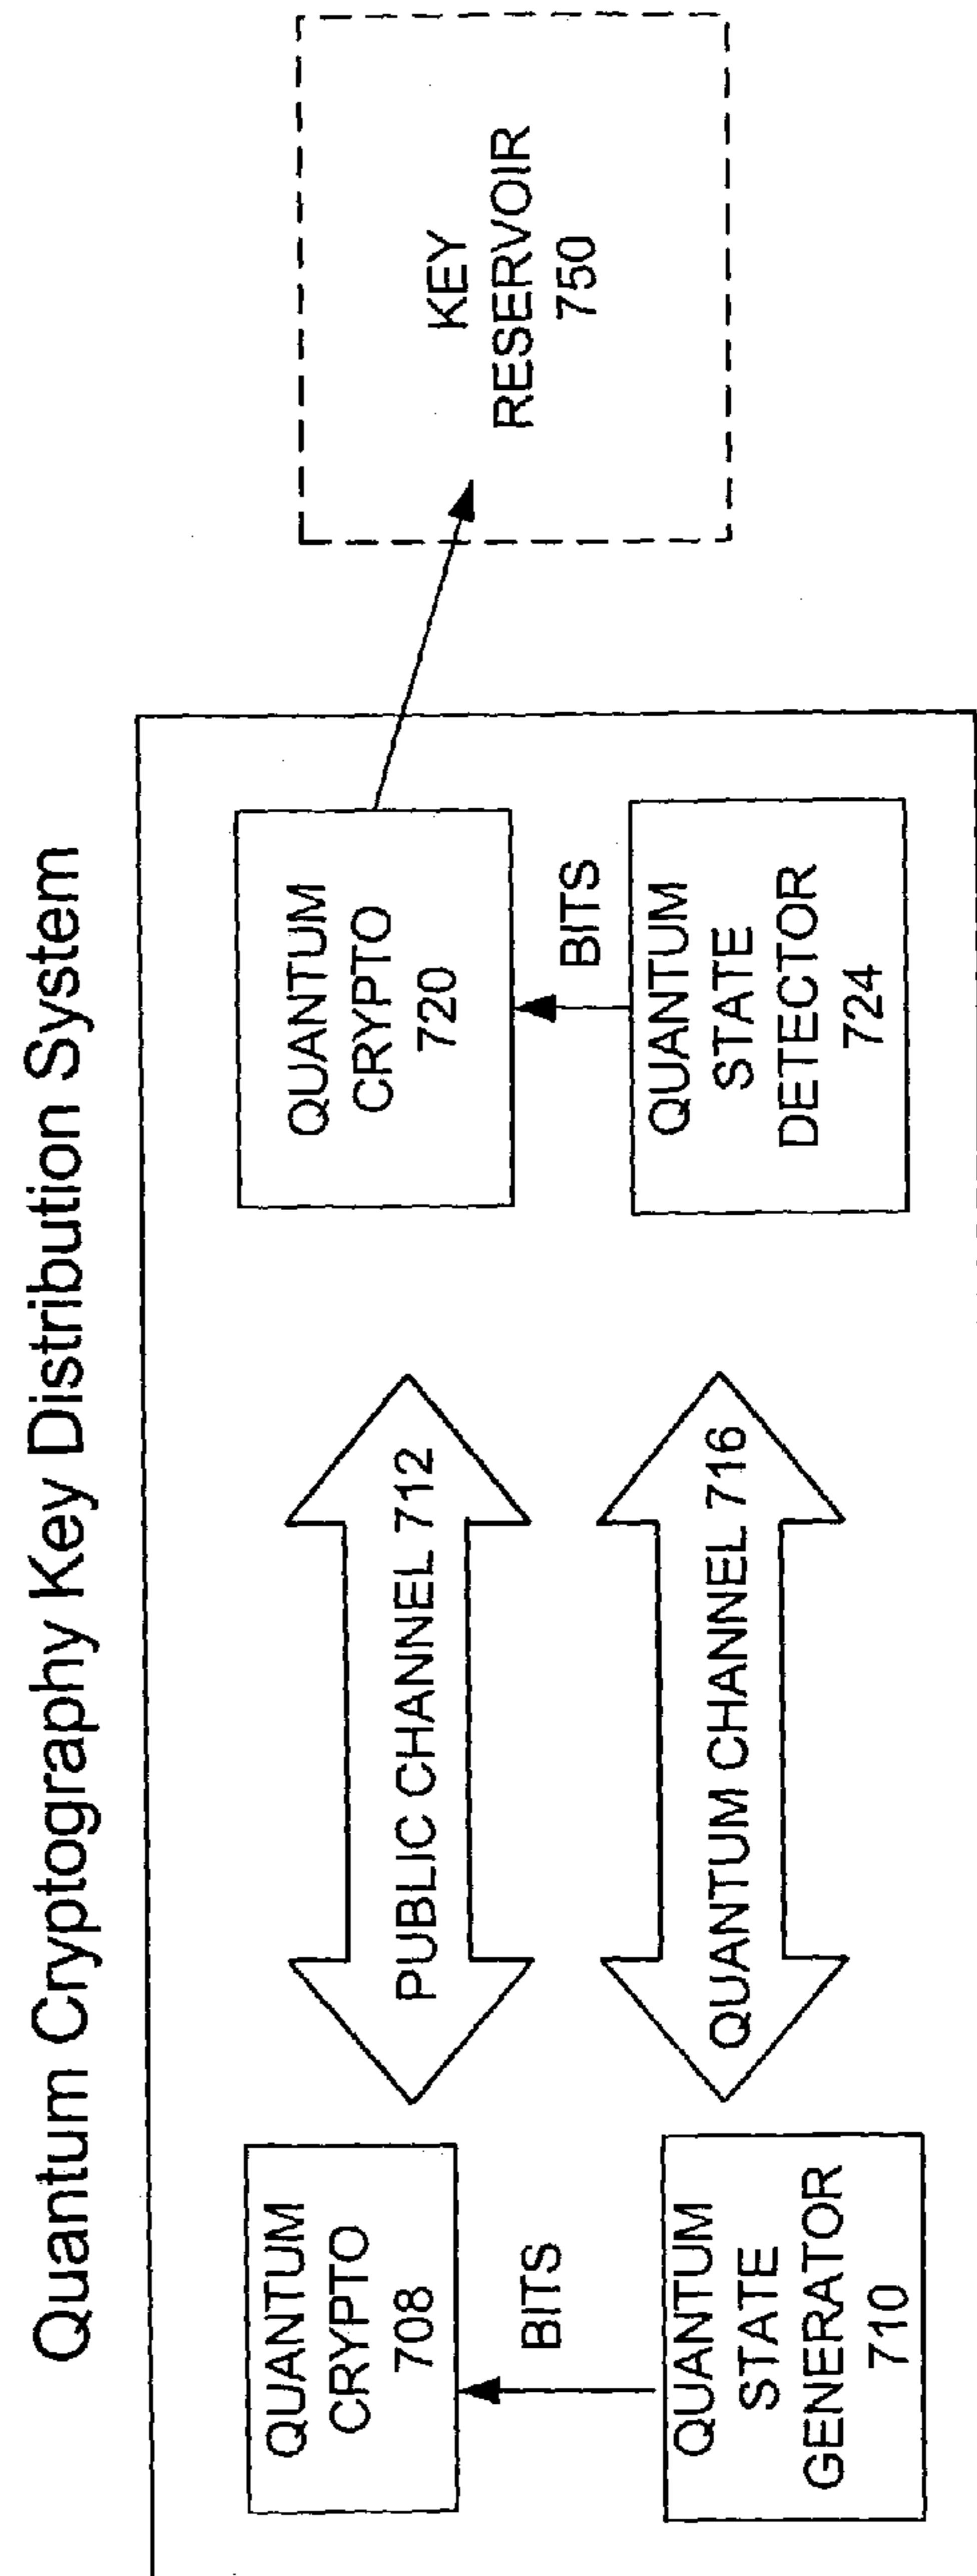 Quantum Cryptography Key Distribution System
QUANTUM
CRYPTO
708
BITS
QUANTUM
STATE
GENERATOR
710
PUBLIC CHANNEL 712
QUANTUM CHANNEL 716
QUANTUM
CRYPTO
720
BITS
QUANTUM
STATE
DETECTOR
724
KEY
RESERVOIR
750